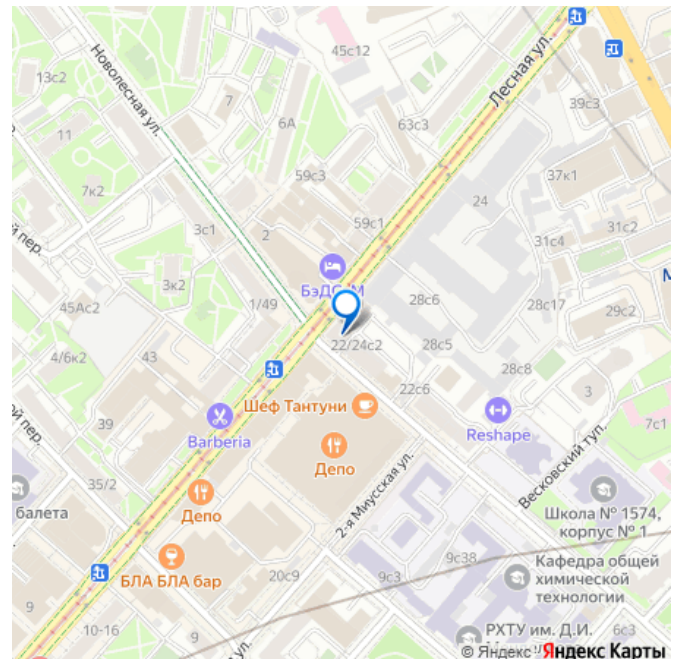 45с12
Лесная ул.
13с2
Новолесная ул.
7
39с3
6А
63с3
11
59с3
37к1
7к2
24
59с1
3с1
2
31с2
31с4
й пер.
3к2
БэД
М
28с6
28с17
М
45Ас2
1/49
29с2
22/24с2
28с5
4/6к2
43
28с8
22с6
3
Шеф Тантуни
39
Barberia
Reshape
7с1
ой пер.
Депо
35/2
Весковский туп.
2-я Миусская ул.
балета
Депо
Школа № 1574,
корпус № 1
БЛА БЛА бар
9с38
Кафедра общей
химической
технологии
20с9
9с3
9
10-16
РХТУ им. Д.И.
6с3
© Яндекс Яндекс Карты